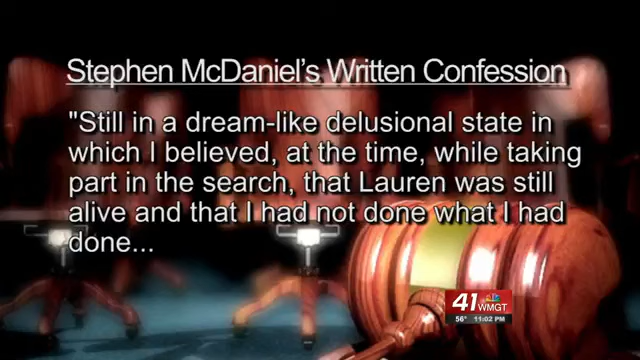 Stephen McDaniel's Written Confession
"Still in a dream-like delusional state in
which I believed, at the time, while taking
part in the search, that Lauren was still
alive and that I had not done what I had
done...
41 WMGT
56° 11:02 PM